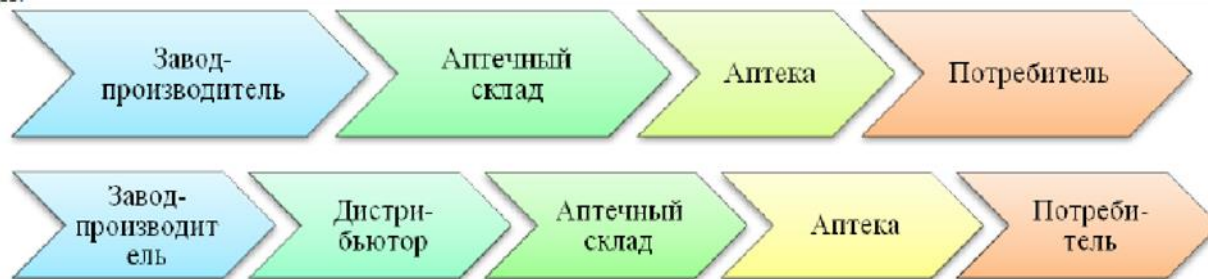 Завод-
производитель
Аптечный
склад
Аптека
Потребитель
Завод-
производит
ель
Дистри-
бьютор
Аптечный
склад
Аптека
Потреби-
тель